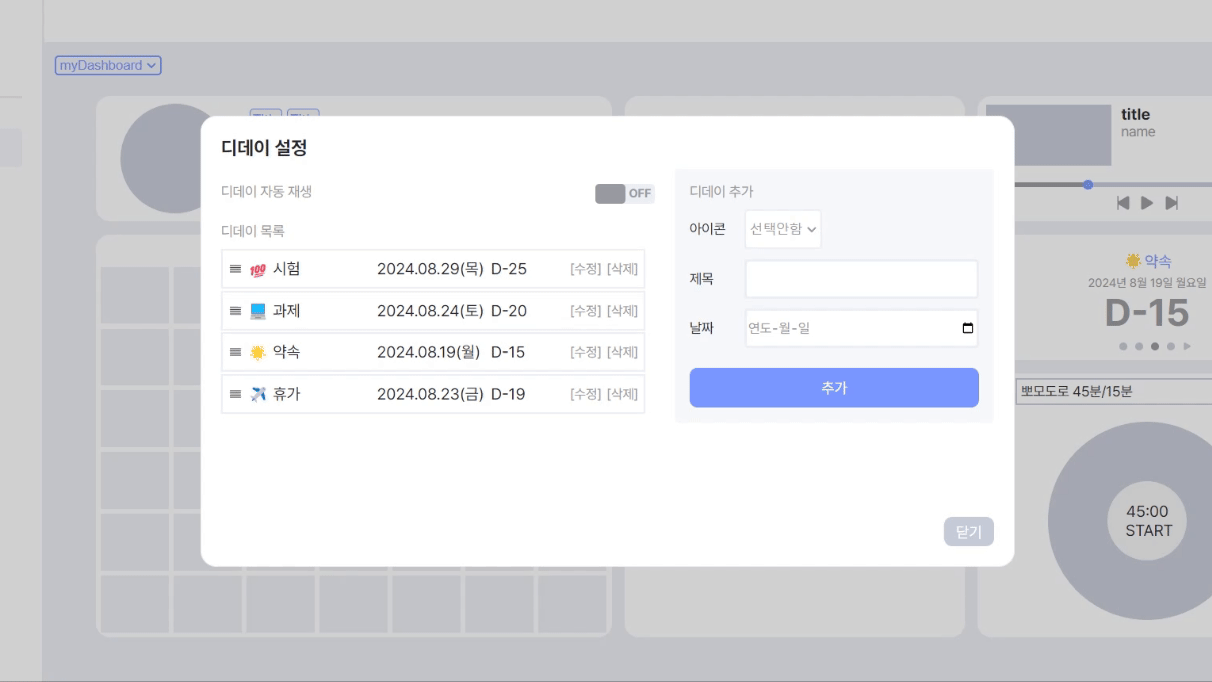 myDashboard
디데이 설정
디데이 자동 재생
OFF
디데이 목록
💯 시험 2024.08.29(목) D-25 [수정] [삭제]
과제 2024.08.24(토) D-20 [수정] [삭제]
약속 2024.08.19(월) D-15 [수정] [삭제]
휴가 2024.08.23(금) D-19 [수정] [삭제]
디데이 추가
아이콘 선택안함
제목
날짜 연도-월-일
추가
닫기
title
name
약속
2024년 8월 19일 월요일
D-15
뽀모도로 45분/15분
45:00
START